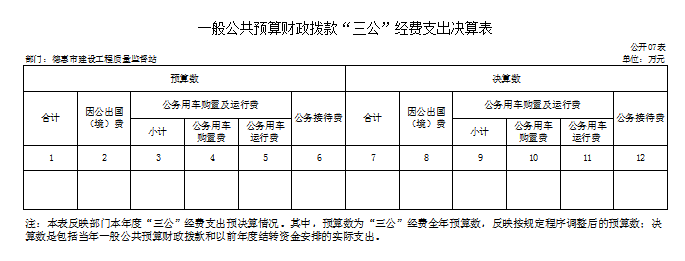 一般公共预算财政拨款“三公”经费支出决算表
公开07表
部门：德惠市建设工程质量监督站 单位：万元
预算数 决算数
合计 因公出国（境）费 公务用车购置及运行费 公务接待费 合计 因公出国（境）费 公务用车购置及运行费 公务接待费
小计 公务用车购置费 公务用车运行费 小计 公务用车购置费 公务用车运行费
1 2 3 4 5 6 7 8 9 10 11 12
注：本表反映部门本年度“三公”经费支出预决算情况。其中，预算数为“三公”经费全年预算数，反映按规定程序调整后的预算数；决
算数是包括当年一般公共预算财政拨款和以前年度结转资金安排的实际支出。